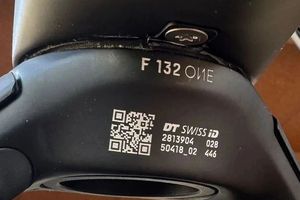 F 132 ONE
DT SWISS iD
2813904 028
50418_02 446